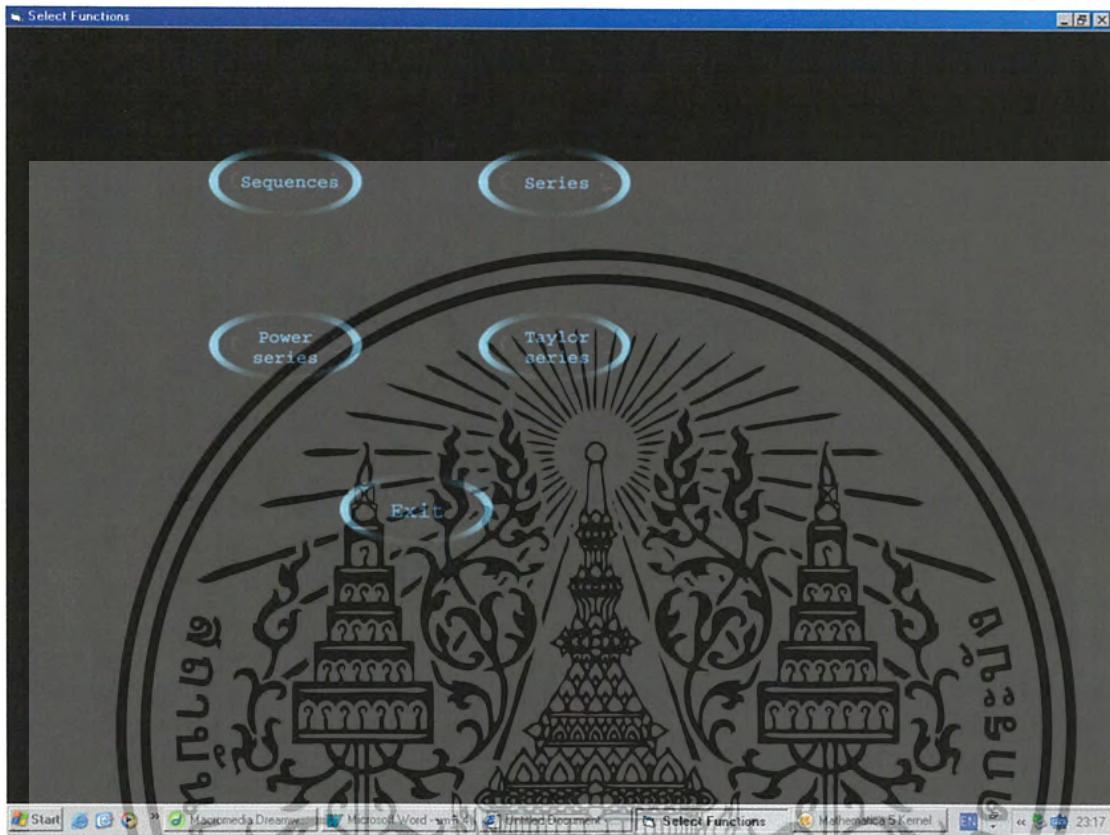 Select Functions
Sequences
Series
Power
series
Taylor
series
Exit
Start
Macromedia Dreamw
Microsoft Word -
Untitled Document
Select Functions
Mathematica 5 Kernel
EN
23:17